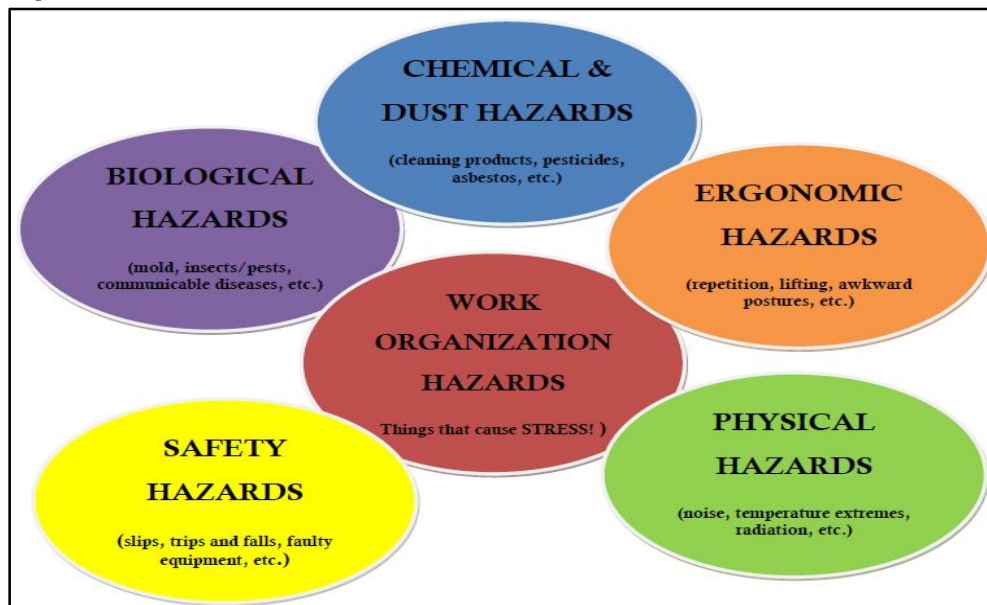 CHEMICAL &
DUST HAZARDS
(cleaning products, pesticides,
asbestos, etc.)
BIOLOGICAL
HAZARDS
(mold, insects/pests,
communicable diseases, etc.)
ERGONOMIC
HAZARDS
(repetition, lifting, awkward
postures, etc.)
WORK
ORGANIZATION
HAZARDS
Things that cause STRESS! )
SAFETY
HAZARDS
(slips, trips and falls, faulty
equipment, etc.)
PHYSICAL
HAZARDS
(noise, temperature extremes,
radiation, etc.)